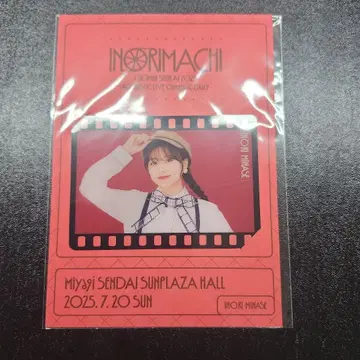 INORIMACHI
INORI MINASE
Miyagi SENDAI SUNPLAZA HALL
2025. 7. 20 SUN
INORI MINASE